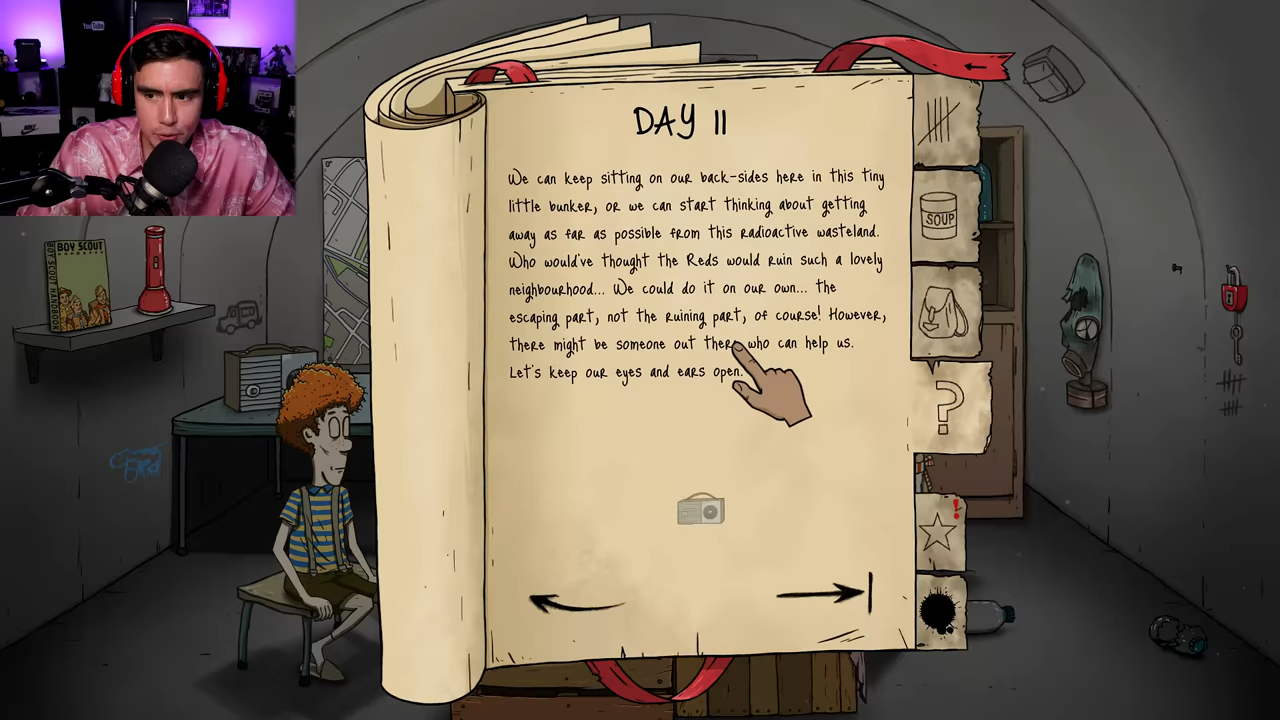 DAY 11
We can keep sitting on our back-sides here in this tiny
little bunker, or we can start thinking about getting
away as far as possible from this radioactive wasteland.
Who would've thought the Reds would ruin such a lovely
neighbourhood... We could do it on our own... the
escaping part, not the ruining part, of course! However,
there might be someone out there who can help us.
Let's keep our eyes and ears open.
SOUP
?
!
BOY SCOUT
BOY SCOUT HANDBOOK
YouTube